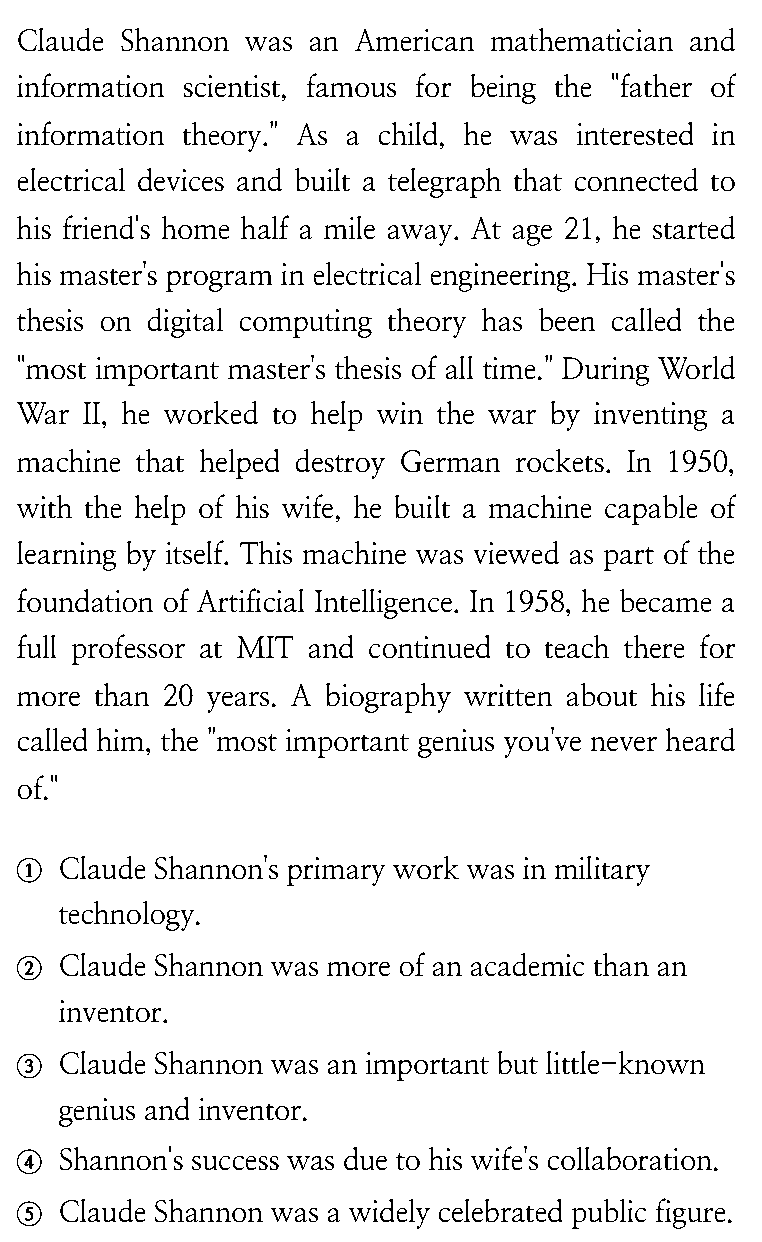 Claude Shannon was an American mathematician and
information scientist, famous for being the "father of
information theory." As a child, he was interested in
electrical devices and built a telegraph that connected to
his friend's home half a mile away. At age 21, he started
his master's program in electrical engineering. His master's
thesis on digital computing theory has been called the
"most important master's thesis of all time." During World
War II, he worked to help win the war by inventing a
machine that helped destroy German rockets. In 1950,
with the help of his wife, he built a machine capable of
learning by itself. This machine was viewed as part of the
foundation of Artificial Intelligence. In 1958, he became a
full professor at MIT and continued to teach there for
more than 20 years. A biography written about his life
called him, the "most important genius you've never heard
of."
① Claude Shannon's primary work was in military
technology.
② Claude Shannon was more of an academic than an
inventor.
③ Claude Shannon was an important but little-known
genius and inventor.
④ Shannon's success was due to his wife's collaboration.
⑤ Claude Shannon was a widely celebrated public figure.